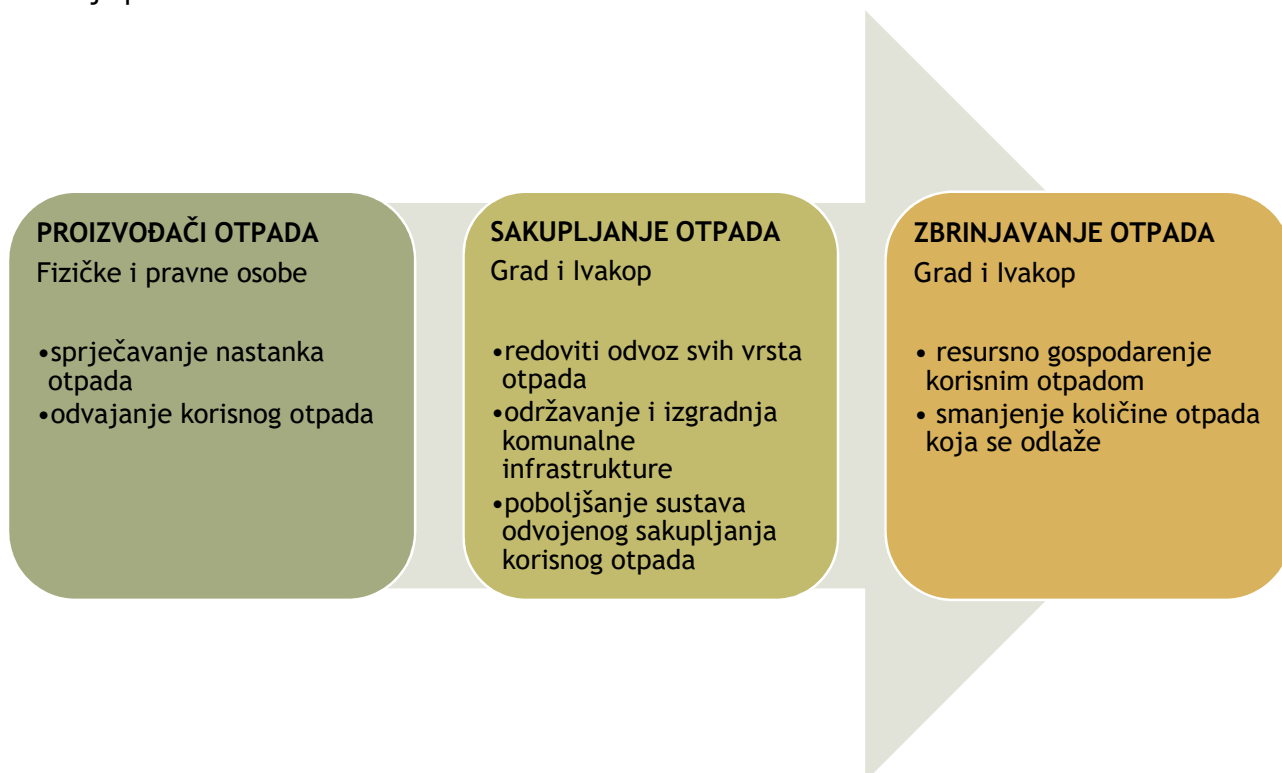 PROIZVOĐAČI OTPADA
Fizičke i pravne osobe
•sprječavanje nastanka
otpada
•odvajanje korisnog otpada
SAKUPLJANJE OTPADA
Grad i Ivakop
•redoviti odvoz svih vrsta
otpada
•održavanje i izgradnja
komunalne
infrastrukture
•poboljšanje sustava
odvojenog sakupljanja
korisnog otpada
ZBRINJAVANJE OTPADA
Grad i Ivakop
• resursno gospodarenje
korisnim otpadom
• smanjenje količine otpada
koja se odlaže